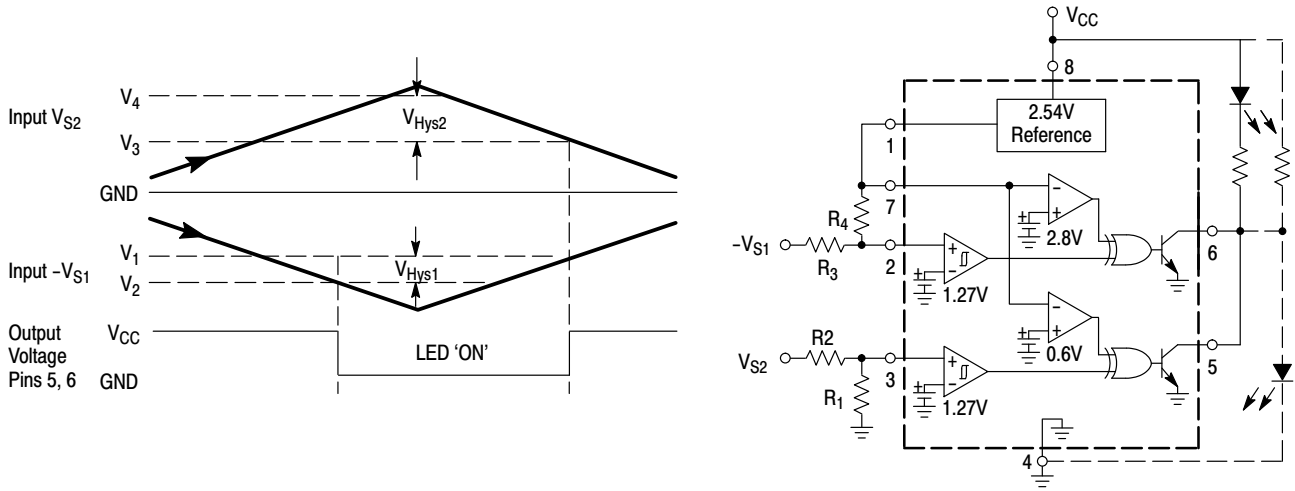 Input VS2
V4
V3
VHys2
GND
Input –VS1
V1
V2
VHys1
Output
Voltage
Pins 5, 6
VCC
GND
LED ‘ON’
VCC
8
2.54V
Reference
1
7
R4
–VS1
R3
2
+
–
1.27V
–
+
2.8V
6
VS2
R2
R1
3
+
–
1.27V
–
+
0.6V
5
4
+
+
+
+